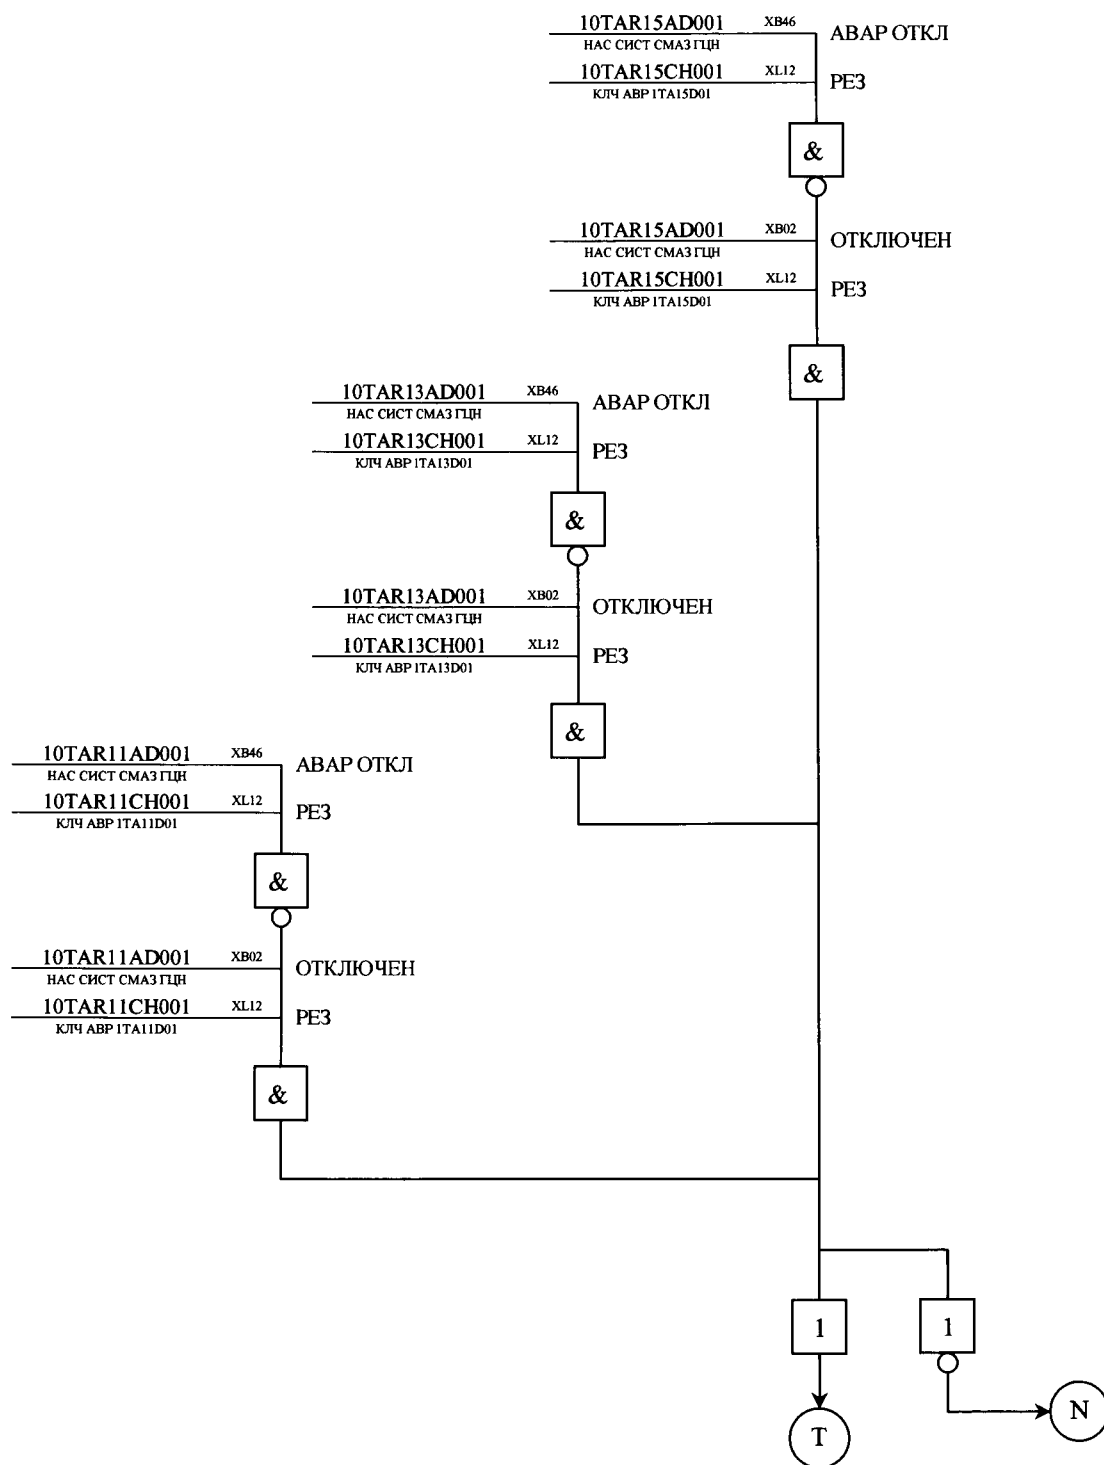 10TAR15AD001 XB46 АВАР ОТКЛ
НАС СИСТ СМАЗ ГЦН
10TAR15CH001 XL12 РЕЗ
КЛЧ АВР 1TA15D01
&
10TAR15AD001 XB02 ОТКЛЮЧЕН
НАС СИСТ СМАЗ ГЦН
10TAR15CH001 XL12 РЕЗ
КЛЧ АВР 1TA15D01
&
10TAR13AD001 XB46 АВАР ОТКЛ
НАС СИСТ СМАЗ ГЦН
10TAR13CH001 XL12 РЕЗ
КЛЧ АВР 1TA13D01
&
10TAR13AD001 XB02 ОТКЛЮЧЕН
НАС СИСТ СМАЗ ГЦН
10TAR13CH001 XL12 РЕЗ
КЛЧ АВР 1TA13D01
&
10TAR11AD001 XB46 АВАР ОТКЛ
НАС СИСТ СМАЗ ГЦН
10TAR11CH001 XL12 РЕЗ
КЛЧ АВР 1TA11D01
&
10TAR11AD001 XB02 ОТКЛЮЧЕН
НАС СИСТ СМАЗ ГЦН
10TAR11CH001 XL12 РЕЗ
КЛЧ АВР 1TA11D01
&
1 1
T N